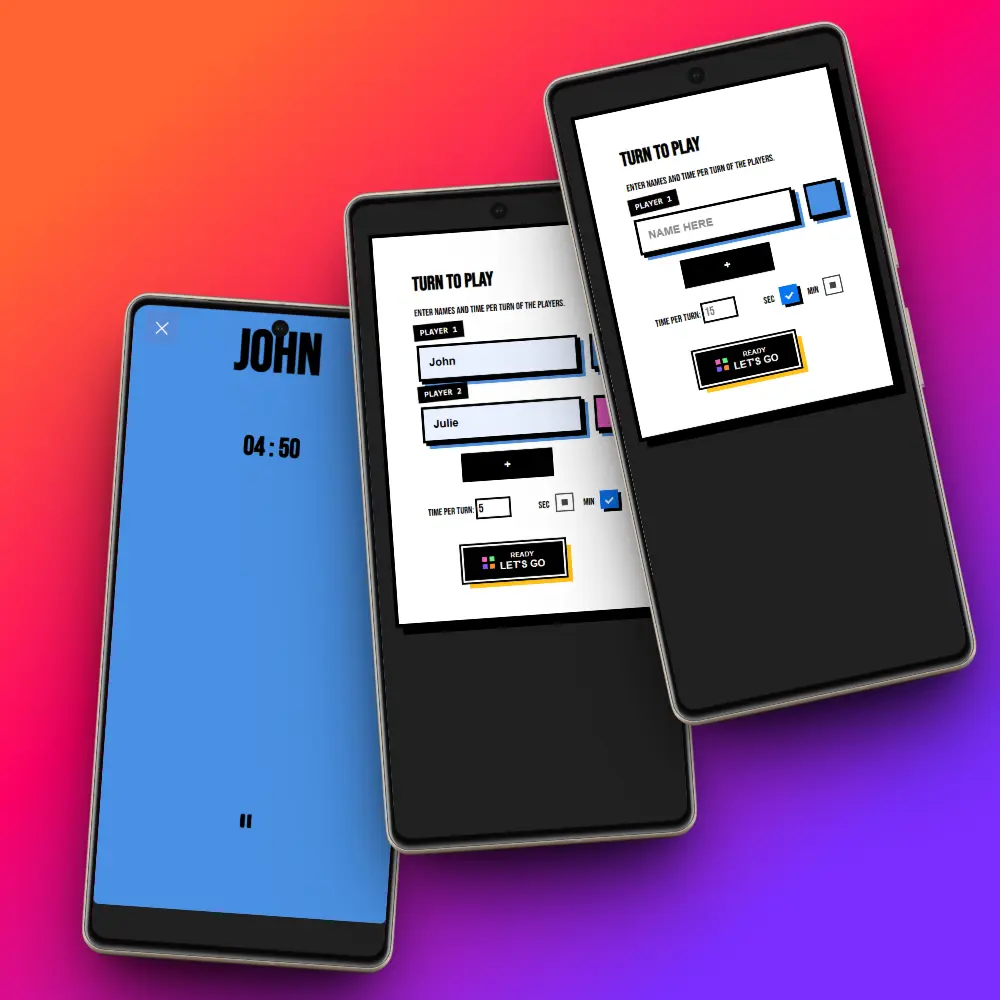 JOHN
04 : 50
TURN TO PLAY
ENTER NAMES AND TIME PER TURN OF THE PLAYERS.
PLAYER 1
John
PLAYER 2
Julie
+
TIME PER TURN: 5 SEC MIN
READY
LET'S GO
TURN TO PLAY
ENTER NAMES AND TIME PER TURN OF THE PLAYERS.
PLAYER 1
NAME HERE
+
TIME PER TURN: 15 SEC MIN
READY
LET'S GO